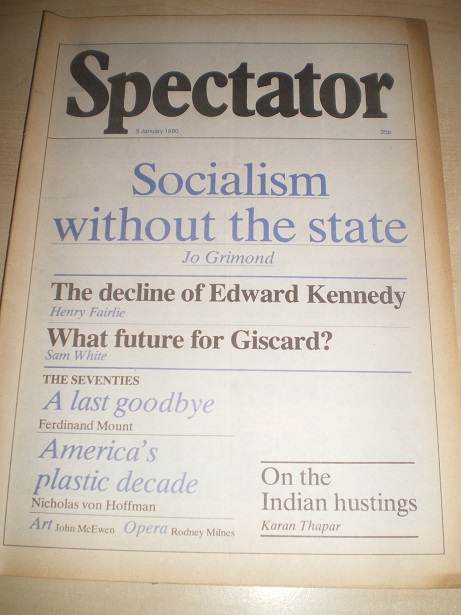 Spectator
5 January 1980 35p
Socialism
without the state
Jo Grimond
The decline of Edward Kennedy
Henry Fairlie
What future for Giscard?
Sam White
THE SEVENTIES
A last goodbye
Ferdinand Mount
America's
plastic decade
Nicholas von Hoffman
Art John McEwen Opera Rodney Milnes
On the
Indian hustings
Karan Thapar